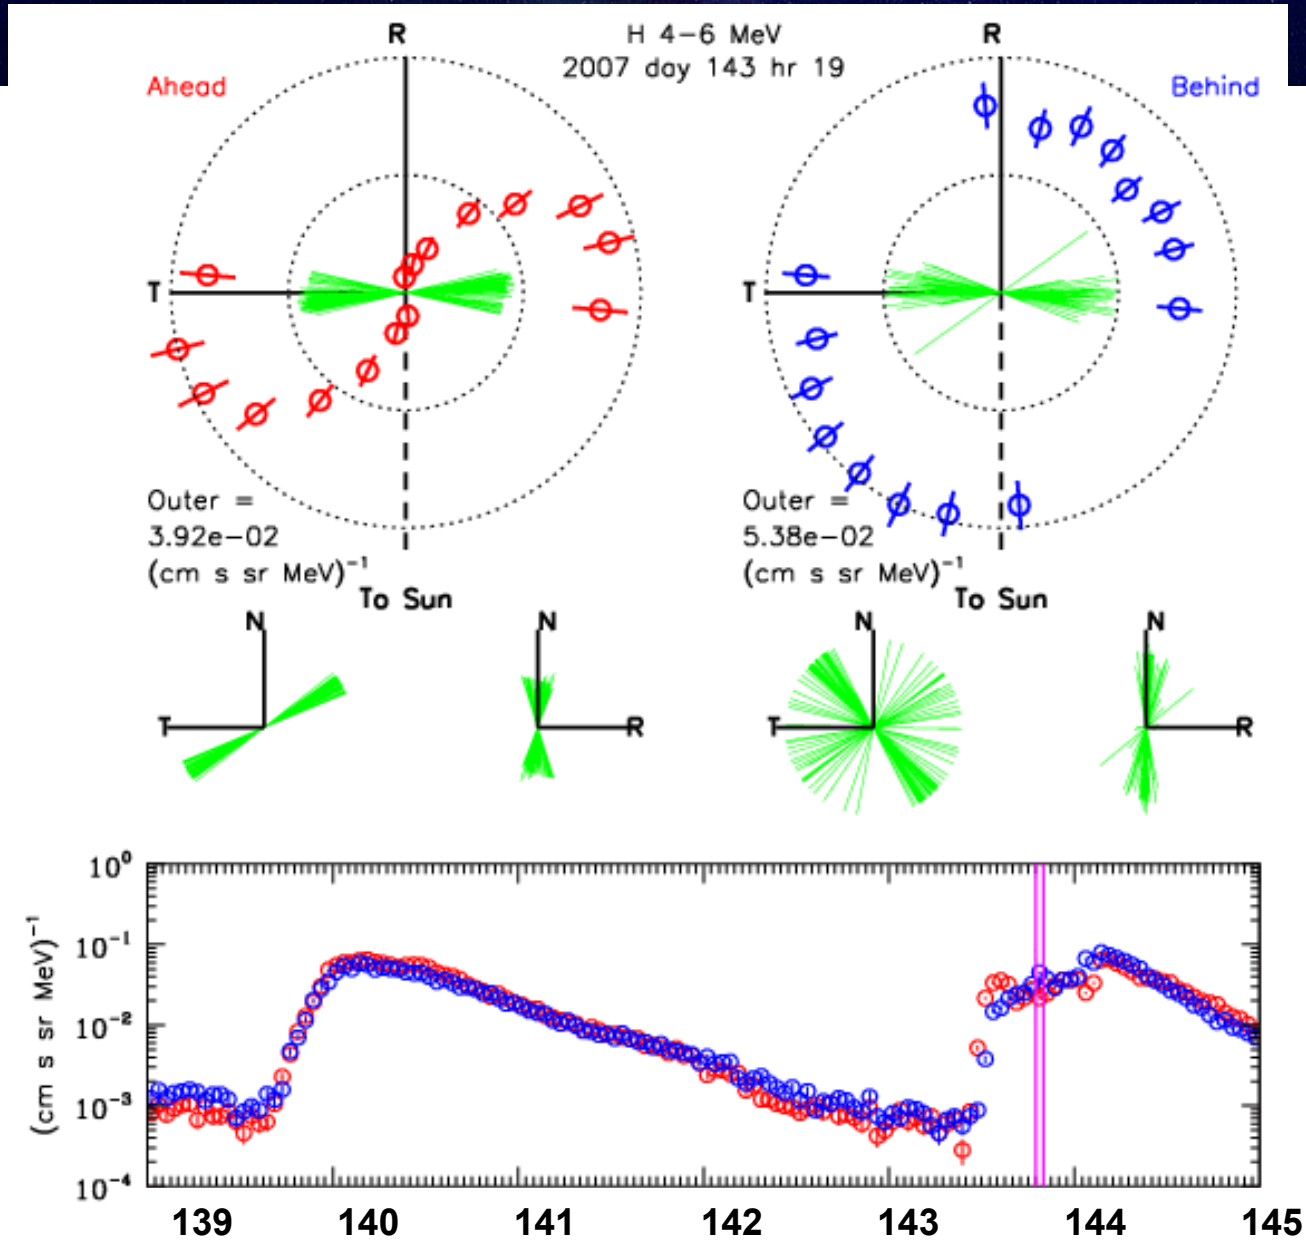 R
H 4-6 MeV
R
2007 day 143 hr 19
Ahead
Behind
T
T
Outer =
3.92e-02
(cm s sr MeV)⁻¹
To Sun
Outer =
5.38e-02
(cm s sr MeV)⁻¹
To Sun
N
N
N
N
T
R
T
R
10⁰
10⁻¹
10⁻²
10⁻³
10⁻⁴
(cm s sr MeV)⁻¹
139 140 141 142 143 144 145